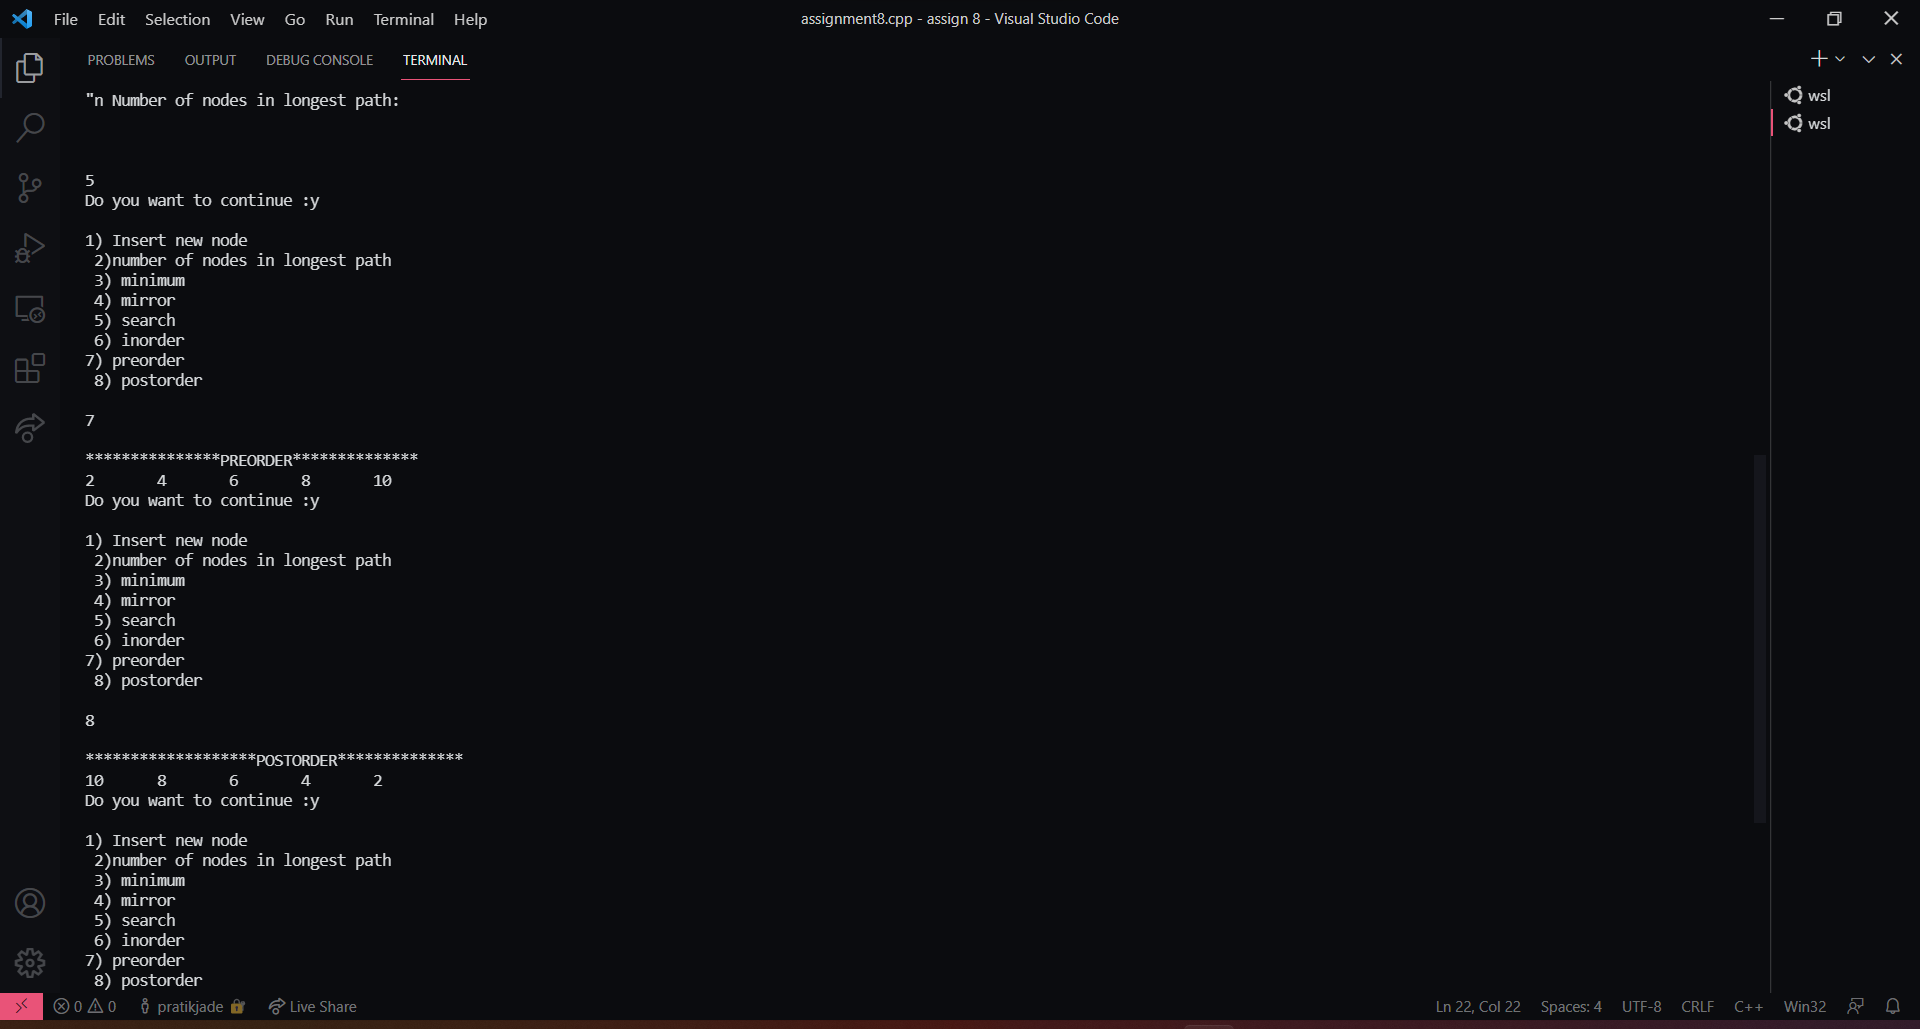 File Edit Selection View Go Run Terminal Help
assignment8.cpp - assign 8 - Visual Studio Code
PROBLEMS OUTPUT DEBUG CONSOLE TERMINAL
"n Number of nodes in longest path:
5
Do you want to continue :y
1) Insert new node
2)number of nodes in longest path
3) minimum
4) mirror
5) search
6) inorder
7) preorder
8) postorder
7
***************PREORDER**************
2 4 6 8 10
Do you want to continue :y
1) Insert new node
2)number of nodes in longest path
3) minimum
4) mirror
5) search
6) inorder
7) preorder
8) postorder
8
*******************POSTORDER**************
10 8 6 4 2
Do you want to continue :y
1) Insert new node
2)number of nodes in longest path
3) minimum
4) mirror
5) search
6) inorder
7) preorder
8) postorder
wsl
wsl
0 0 pratikjade Live Share
Ln 22, Col 22 Spaces: 4 UTF-8 CRLF C++ Win32